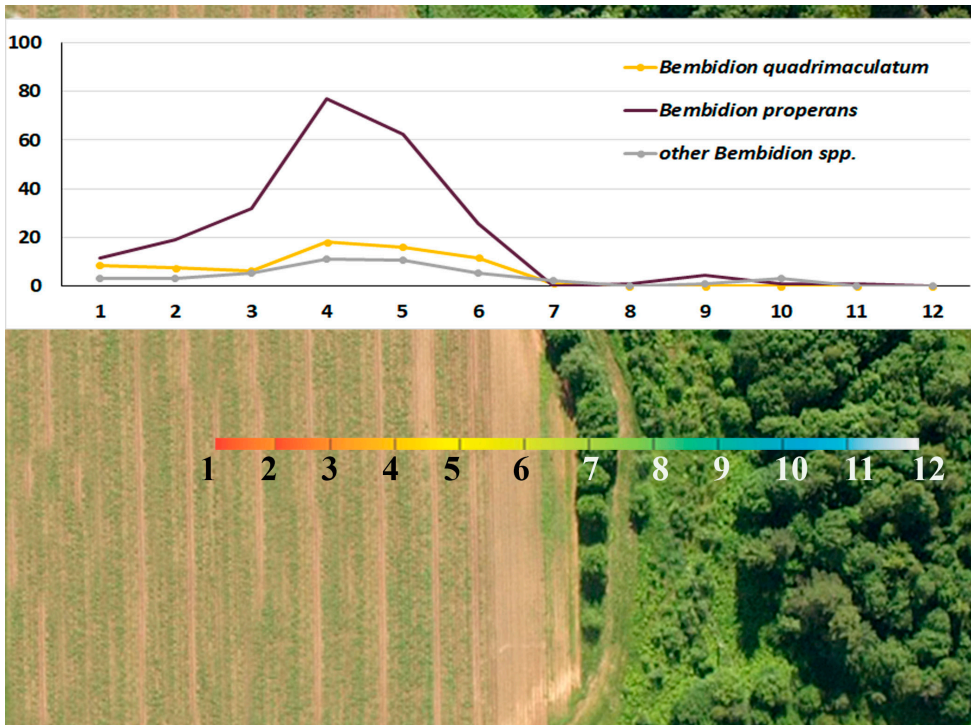 100
80
60
40
20
0
Bembidion quadrimaculatum
Bembidion properans
other Bembidion spp.
1 2 3 4 5 6 7 8 9 10 11 12
1 2 3 4 5 6 7 8 9 10 11 12